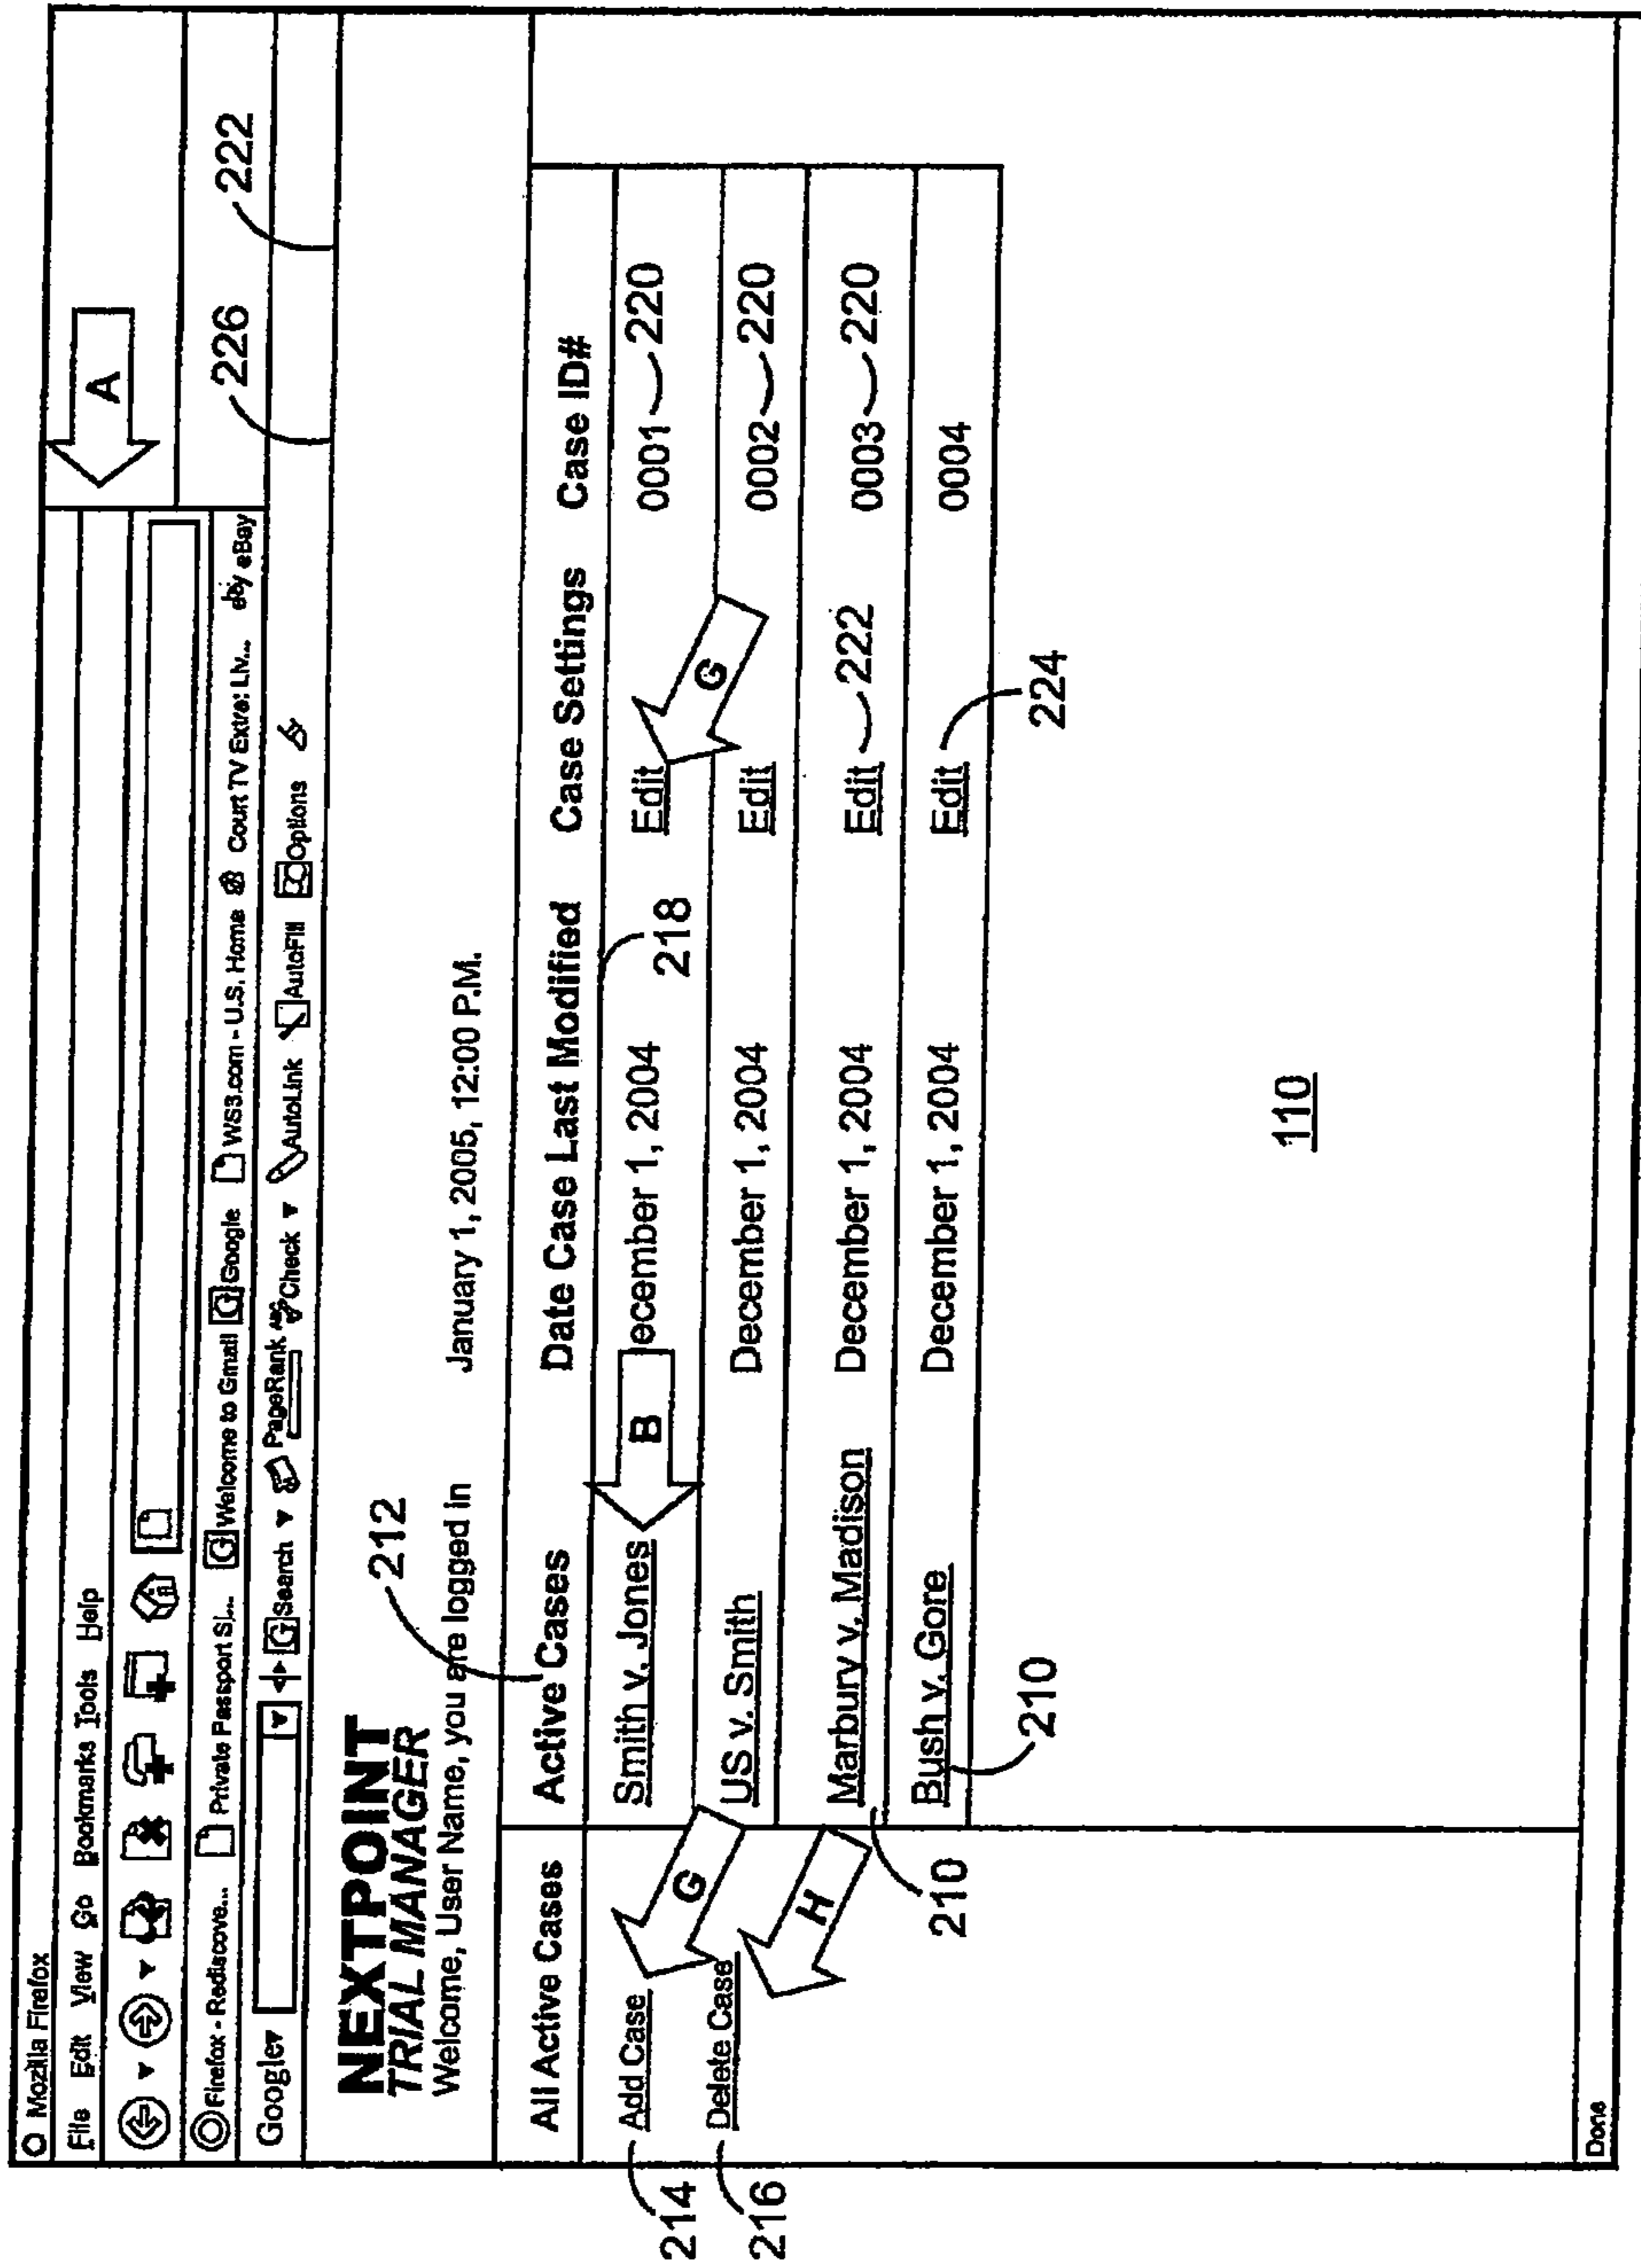 Mozilla Firefox
File Edit View Go Bookmarks Tools Help
A
Firefox - Rediscove... Private Passport Si... G Welcome to Gmail G Google WS3.com - U.S. Home Court TV Extra: Liv... eBay
Google G Search PageRank ABC Check AutoLink AutoFill Options
226
222
NEXTPOINT
TRIAL MANAGER
Welcome, User Name, you are logged in January 1, 2005, 12:00 P.M.
212
All Active Cases Active Cases Date Case Last Modified Case Settings Case ID#
214 Add Case G Smith v. Jones B ecember 1, 2004 218 Edit G 0001 220
216 Delete Case H US v. Smith December 1, 2004 Edit 0002 220
210 Marbury v. Madison December 1, 2004 Edit 222 0003 220
Bush v. Gore 210 December 1, 2004 Edit 224 0004
110
Done